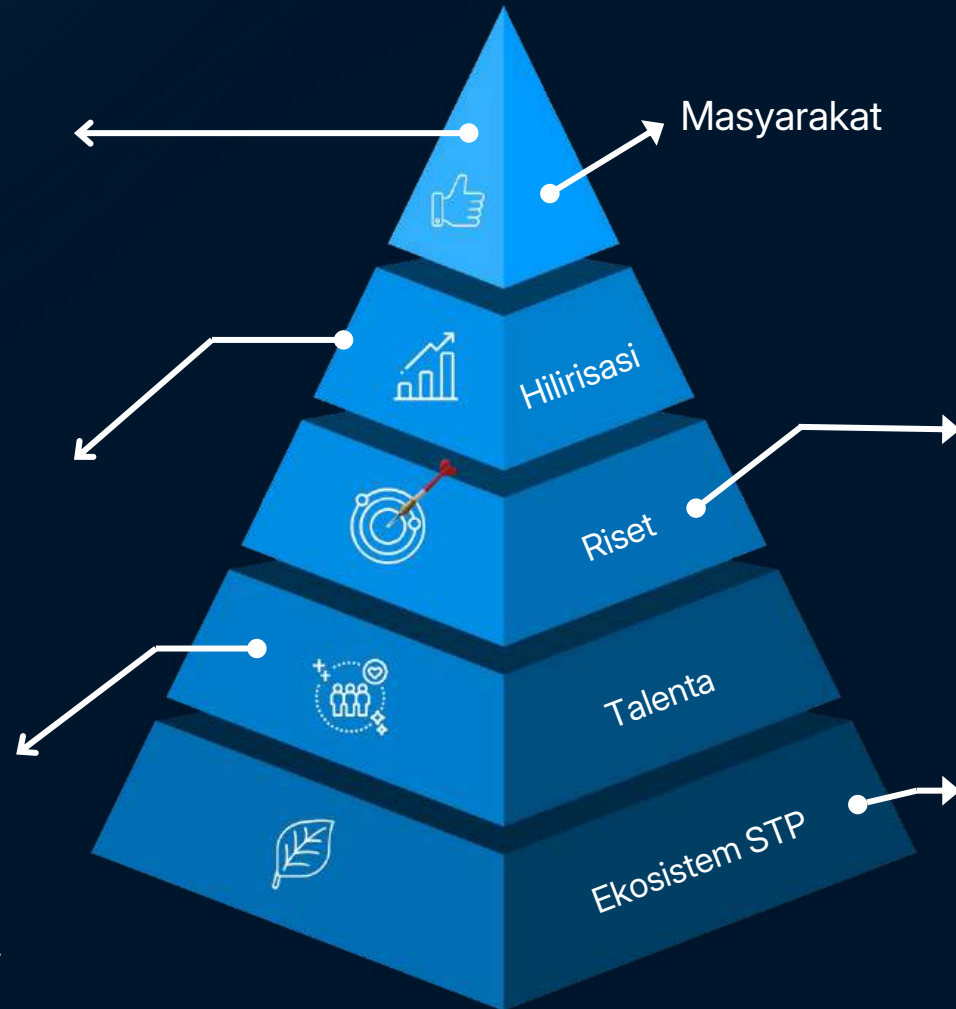 Masyarakat
Hilirisasi
Riset
Talenta
Ekosistem STP